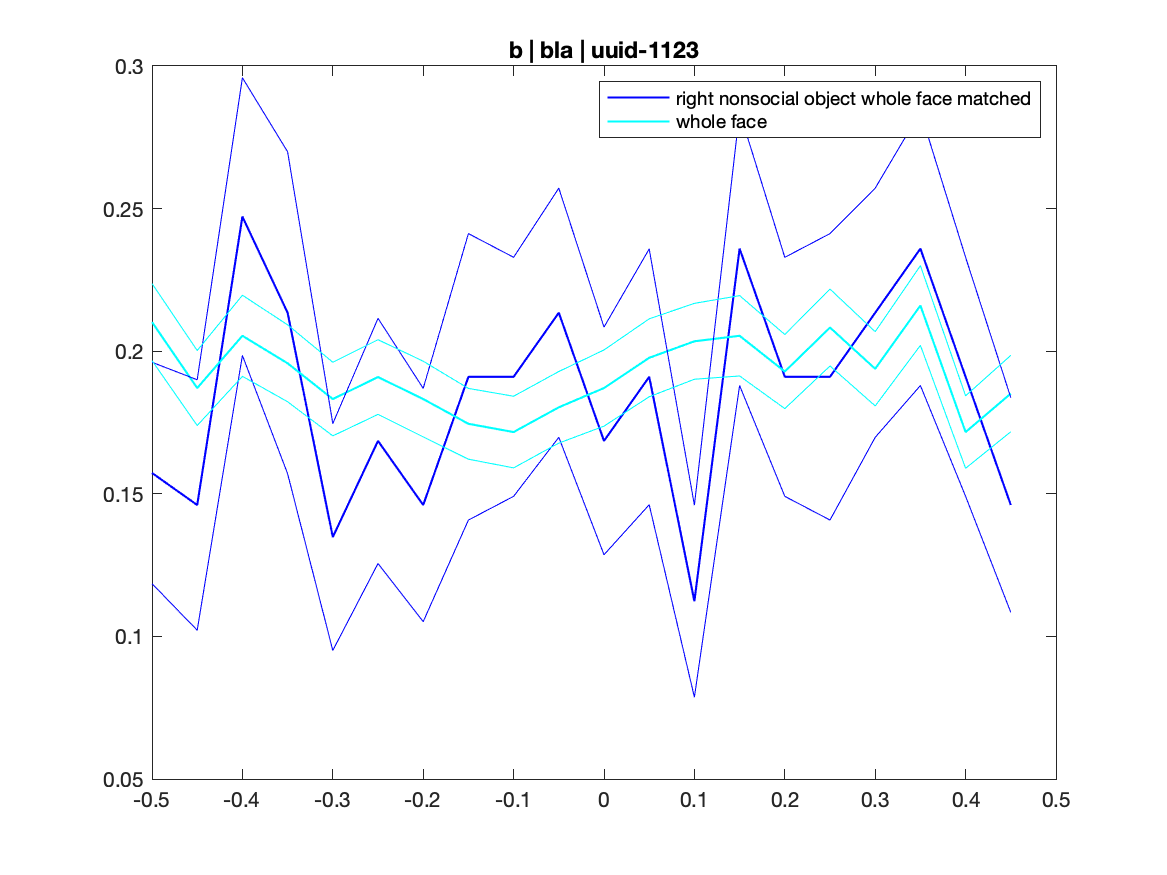 b | bla | uuid-1123
0.3
right nonsocial object whole face matched
whole face
0.25
0.2
0.15
0.1
0.05
-0.5 -0.4 -0.3 -0.2 -0.1 0 0.1 0.2 0.3 0.4 0.5